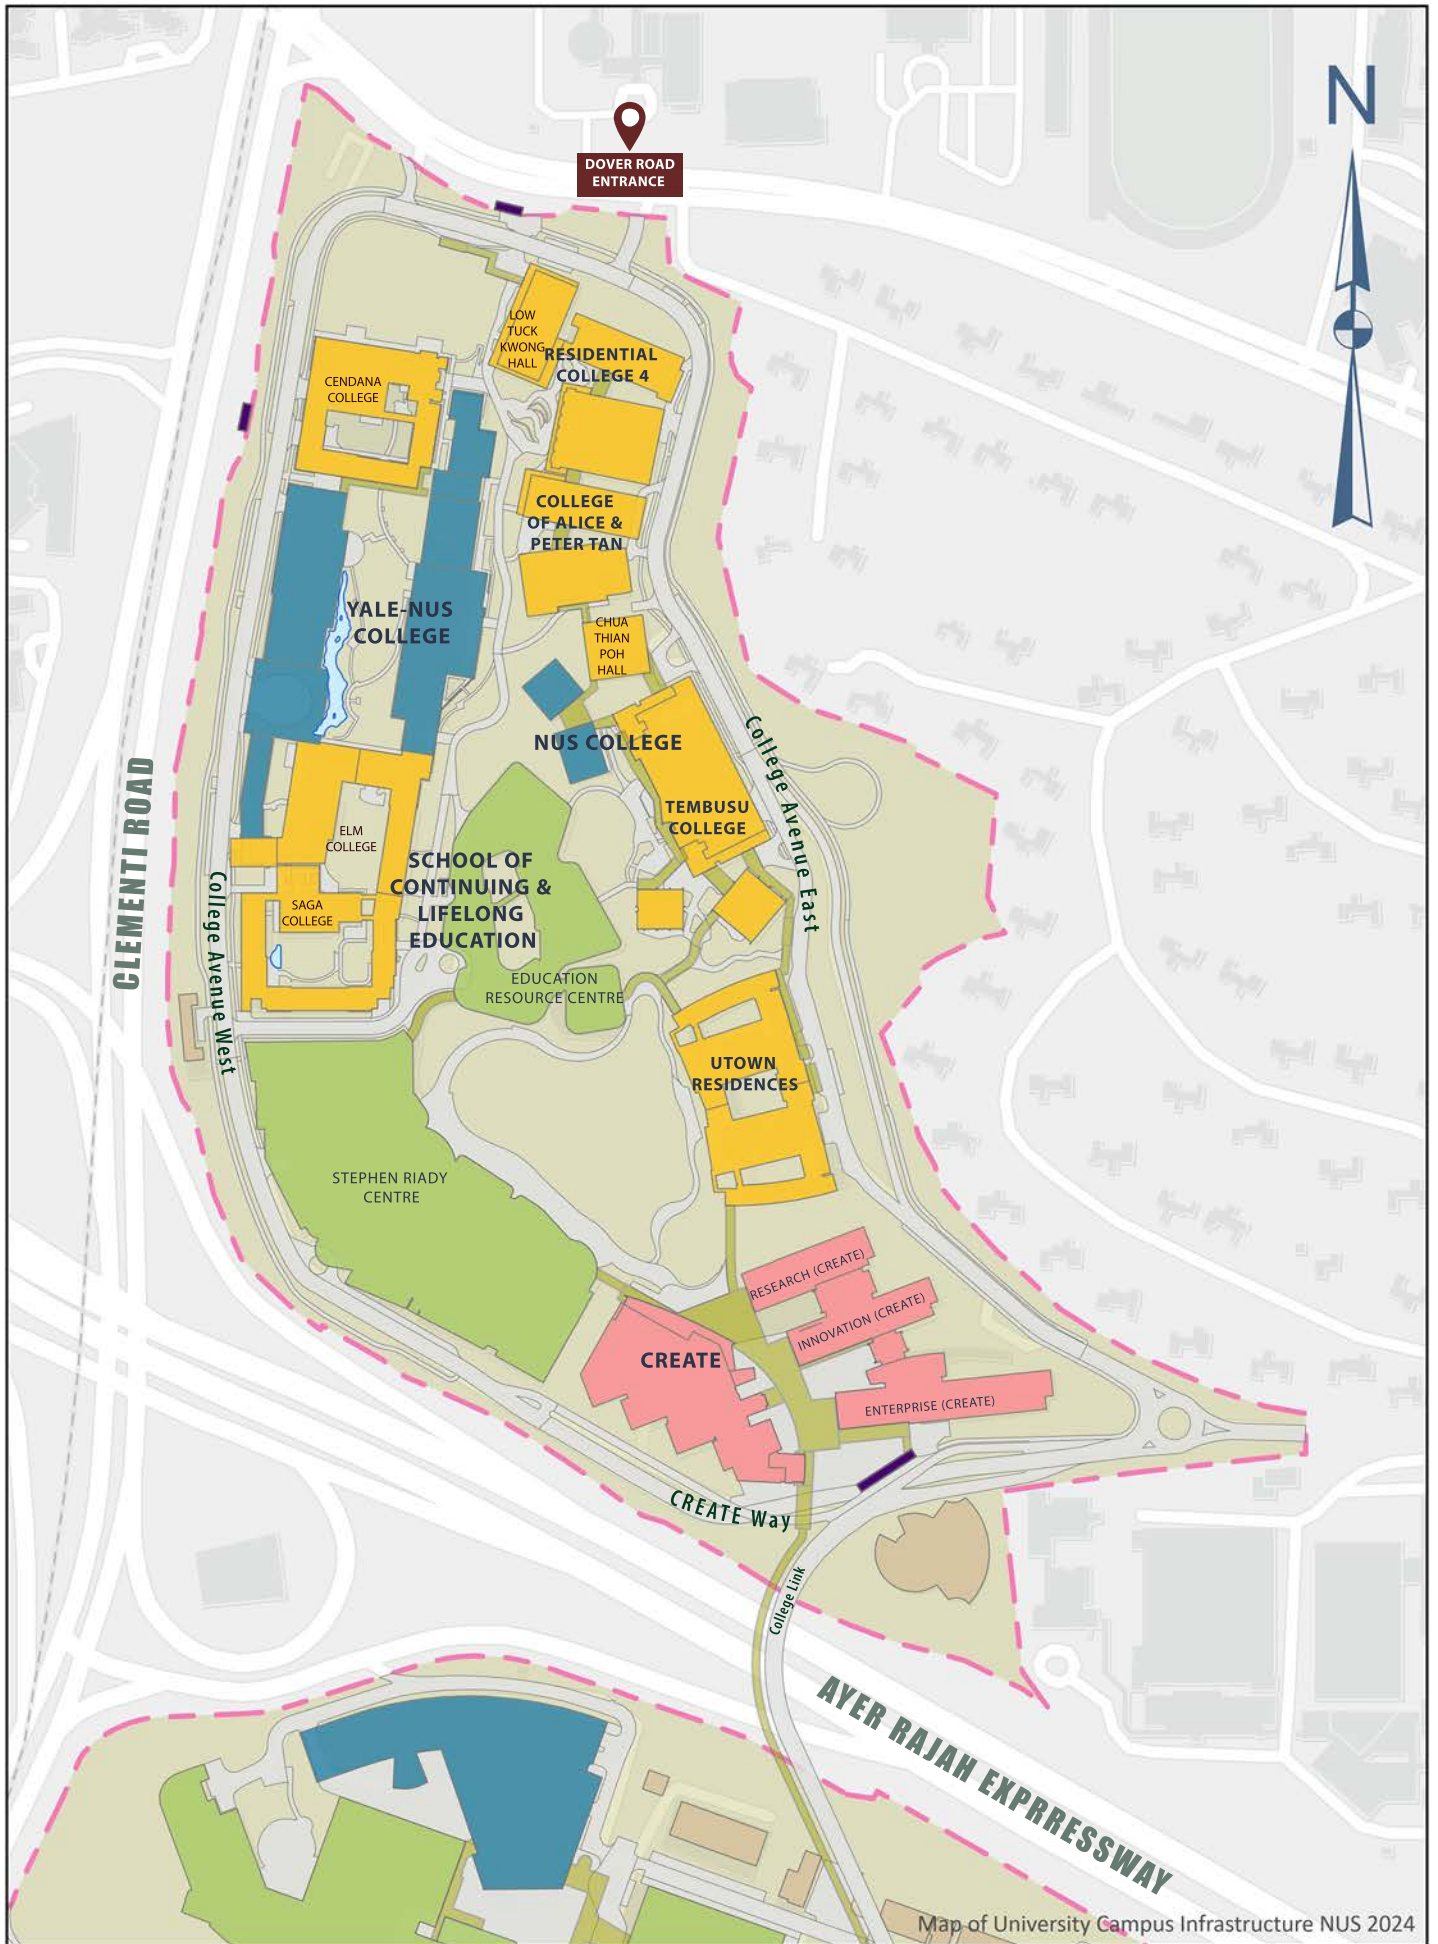 N
DOVER ROAD
ENTRANCE
LOW
TUCK
KWONG
HALL
RESIDENTIAL
COLLEGE 4
CENDANA
COLLEGE
COLLEGE
OF ALICE &
PETER TAN
YALE-NUS
COLLEGE
CHUA
THIAN
POH
HALL
NUS COLLEGE
College Avenue East
TEMBUSU
COLLEGE
CLEMENTI ROAD
ELM
COLLEGE
SCHOOL OF
CONTINUING &
LIFELONG
EDUCATION
SAGA
COLLEGE
College Avenue West
EDUCATION
RESOURCE CENTRE
UTOWN
RESIDENCES
STEPHEN RIADY
CENTRE
RESEARCH (CREATE)
INNOVATION (CREATE)
CREATE
ENTERPRISE (CREATE)
CREATE Way
College Link
AYER RAJAH EXPRRESSWAY
Map of University Campus Infrastructure NUS 2024